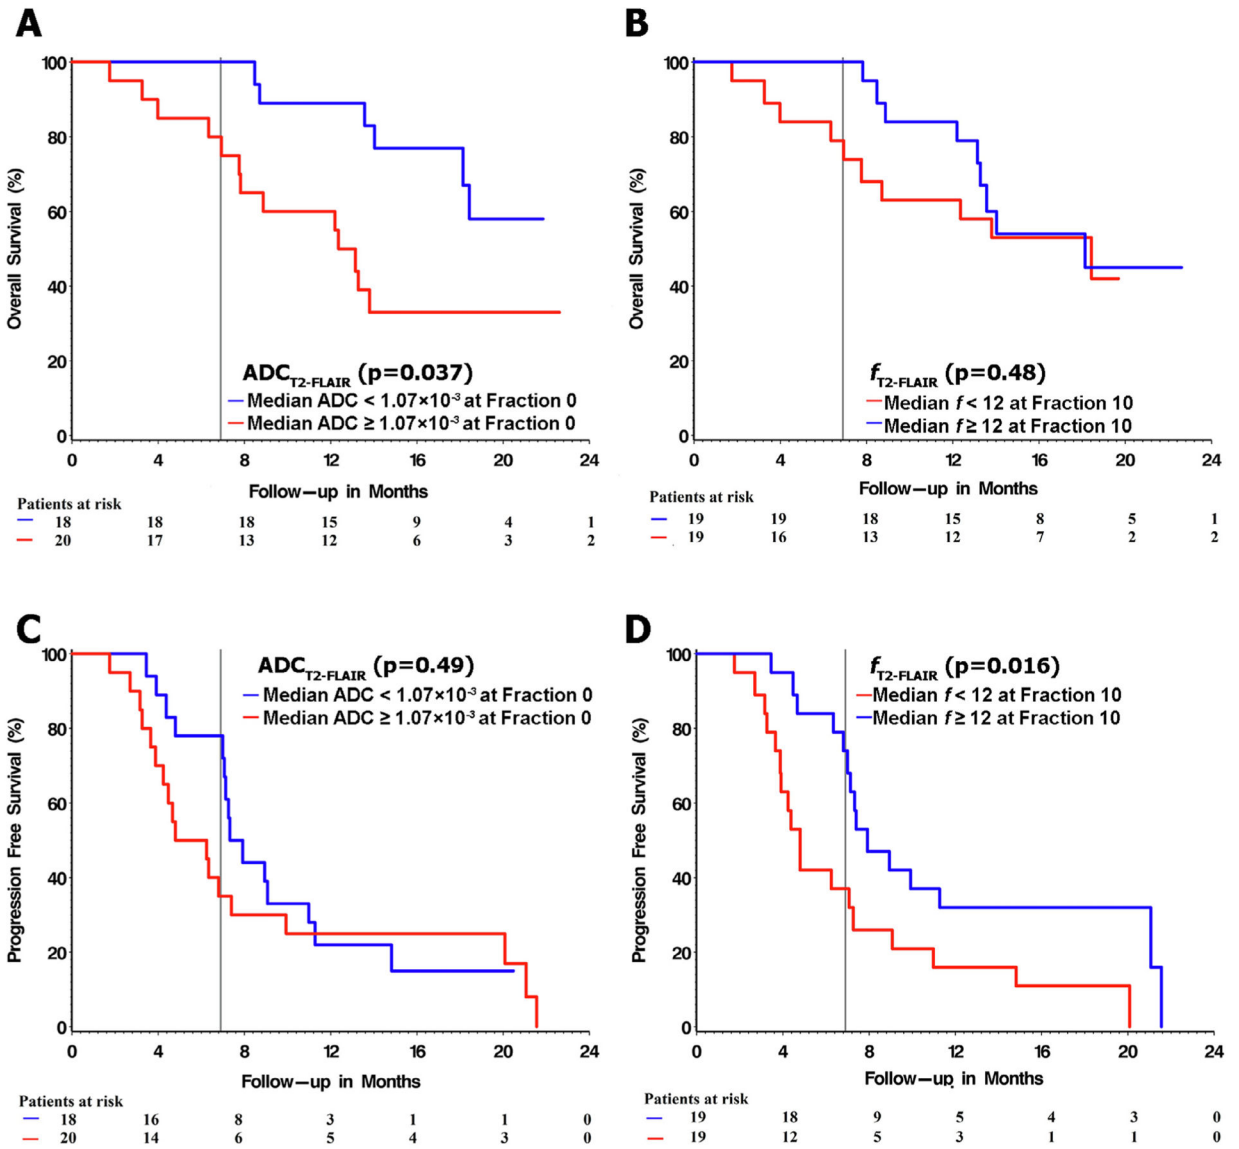 A
100
80
60
40
20
0
Overall Survival (%)
ADC T2-FLAIR (p=0.037)
Median ADC < 1.07×10-3 at Fraction 0
Median ADC ≥ 1.07×10-3 at Fraction 0
0 4 8 12 16 20 24
Follow—up in Months
Patients at risk
18 18 18 15 9 4 1
20 17 13 12 6 3 2
B
100
80
60
40
20
0
Overall Survival (%)
f T2-FLAIR (p=0.48)
Median f < 12 at Fraction 10
Median f ≥ 12 at Fraction 10
0 4 8 12 16 20 24
Follow—up in Months
Patients at risk
19 19 18 15 8 5 1
19 16 13 12 7 2 2
C
100
80
60
40
20
0
Progression Free Survival (%)
ADC T2-FLAIR (p=0.49)
Median ADC < 1.07×10-3 at Fraction 0
Median ADC ≥ 1.07×10-3 at Fraction 0
0 4 8 12 16 20 24
Follow—up in Months
Patients at risk
18 16 8 3 1 1 0
20 14 6 5 4 3 0
D
100
80
60
40
20
0
Progression Free Survival (%)
f T2-FLAIR (p=0.016)
Median f < 12 at Fraction 10
Median f ≥ 12 at Fraction 10
0 4 8 12 16 20 24
Follow—up in Months
Patients at risk
19 18 9 5 4 3 0
19 12 5 3 1 1 0